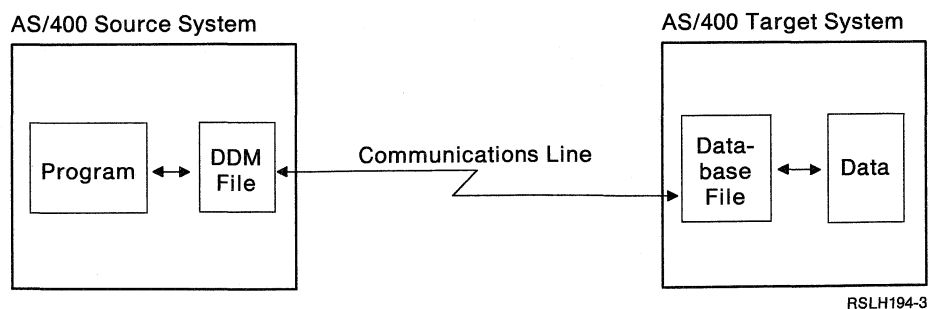 AS/400 Source System
AS/400 Target System
Program
DDM
File
Communications Line
Data-
base
File
Data
RSLH194-3